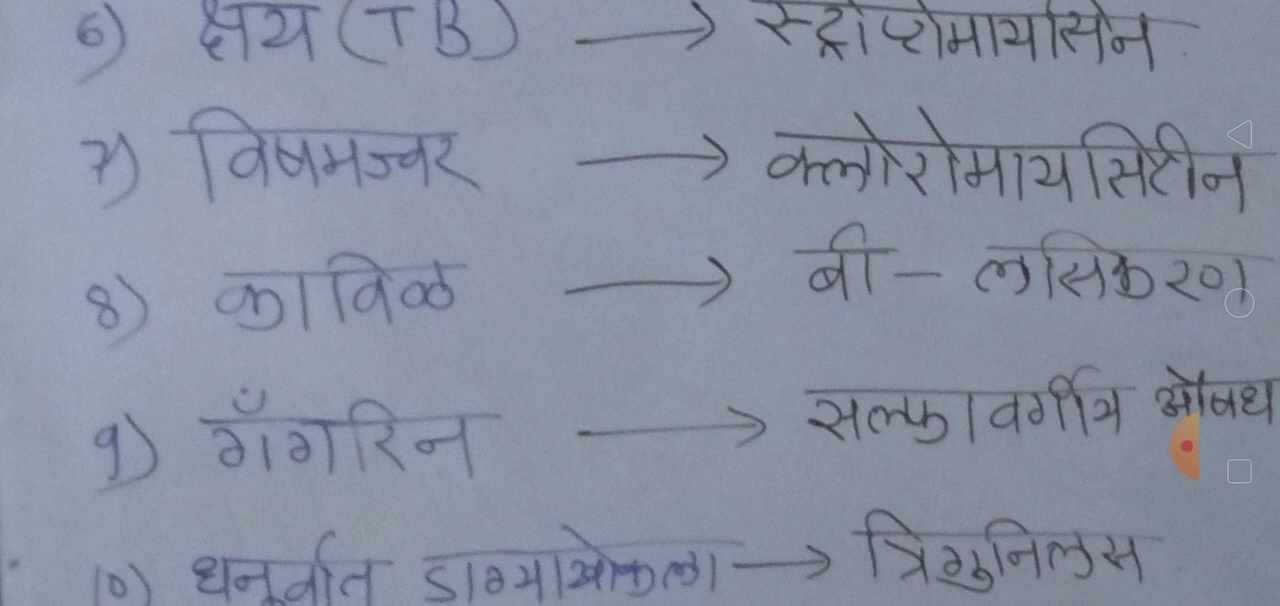 6) क्षय (TB) → स्ट्रेप्टोमायसिन
7) विषमज्वर → क्लोरोमायसिटीन
8) काविळ → बी - लसिकरण
9) गँगरिन → सल्फावर्गीय औषध
10) धनूर्वात डाग्याखोकला → त्रिगुनिलस